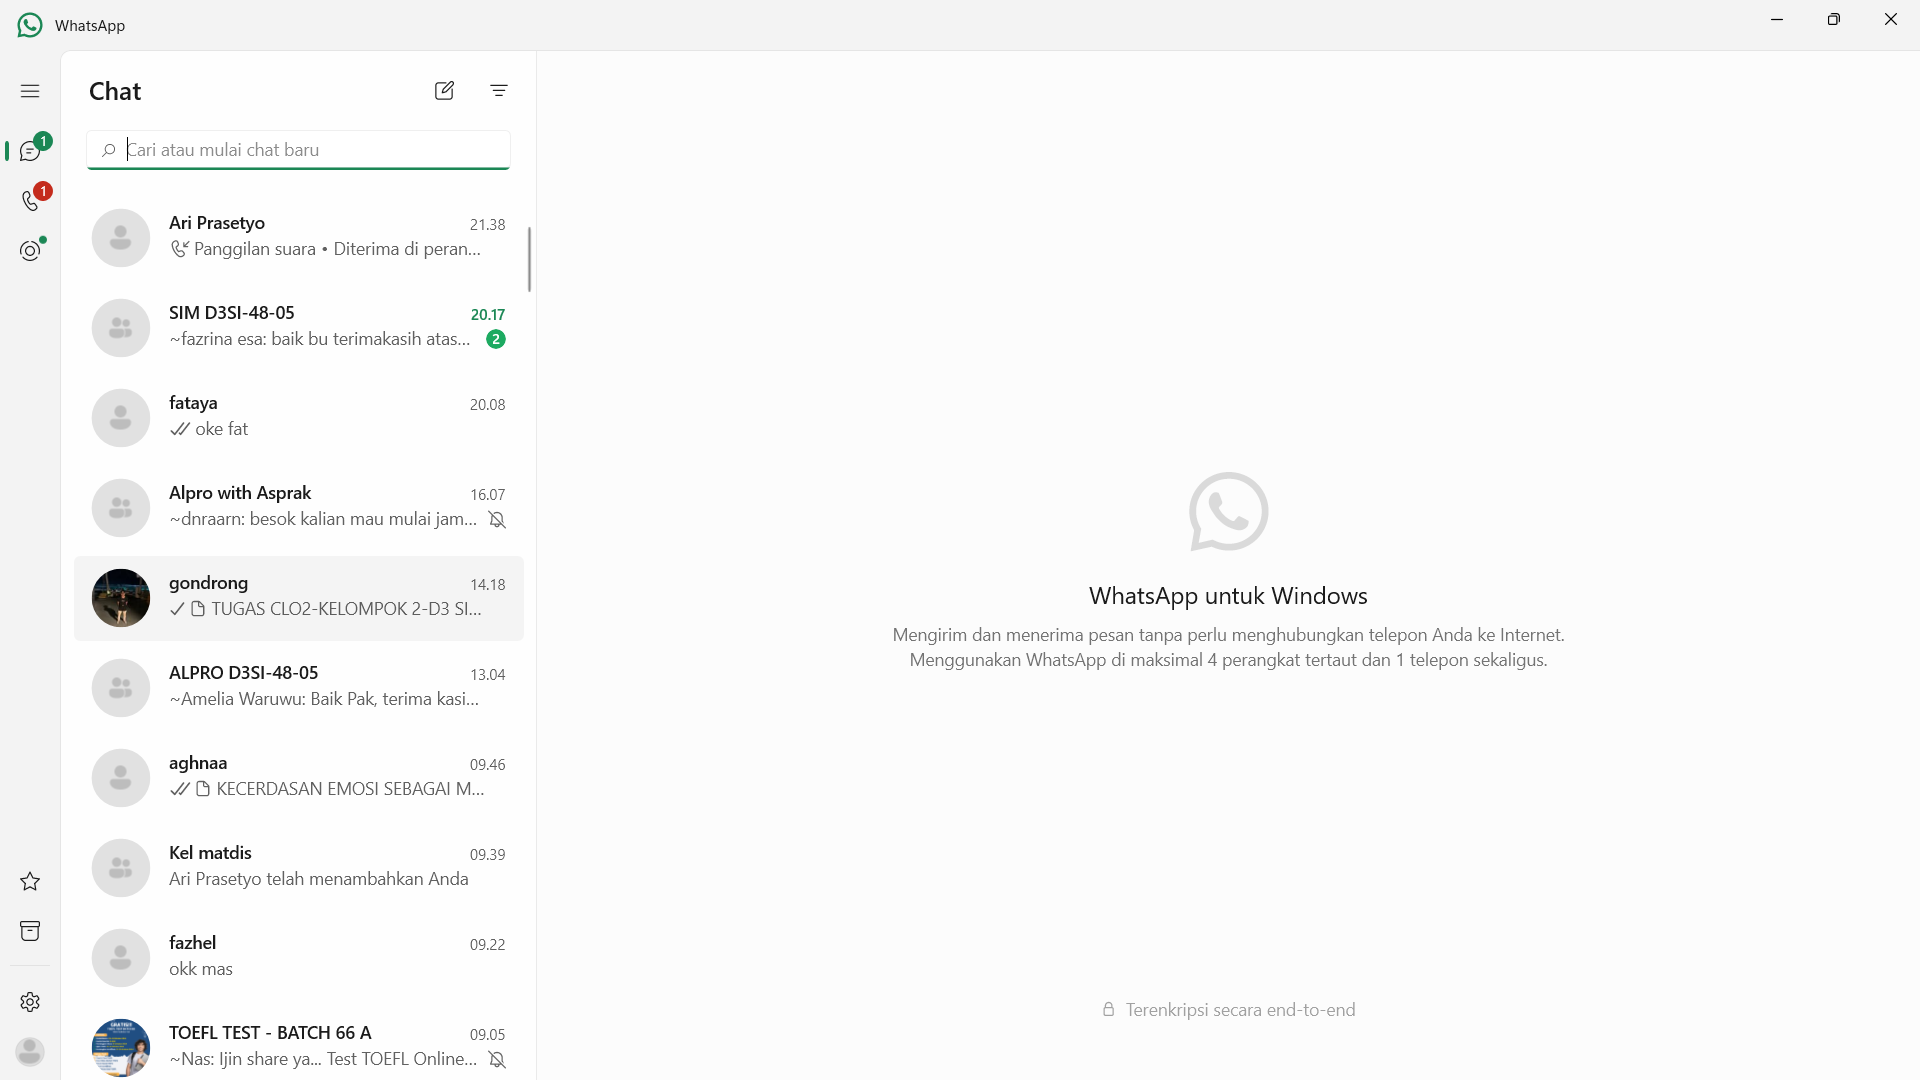 WhatsApp
Chat
1
Cari atau mulai chat baru
1
Ari Prasetyo 21.38
Panggilan suara • Diterima di peran...
SIM D3SI-48-05 20.17
~fazrina esa: baik bu terimakasih atas... 2
fataya 20.08
oke fat
Alpro with Asprak 16.07
~dnraarn: besok kalian mau mulai jam...
gondrong 14.18
TUGAS CLO2-KELOMPOK 2-D3 SI...
ALPRO D3SI-48-05 13.04
~Amelia Waruwu: Baik Pak, terima kasi...
aghnaa 09.46
KECERDASAN EMOSI SEBAGAI M...
Kel matdis 09.39
Ari Prasetyo telah menambahkan Anda
fazhel 09.22
okk mas
TOEFL TEST - BATCH 66 A 09.05
~Nas: Ijin share ya... Test TOEFL Online...
WhatsApp untuk Windows
Mengirim dan menerima pesan tanpa perlu menghubungkan telepon Anda ke Internet.
Menggunakan WhatsApp di maksimal 4 perangkat tertaut dan 1 telepon sekaligus.
Terenkripsi secara end-to-end